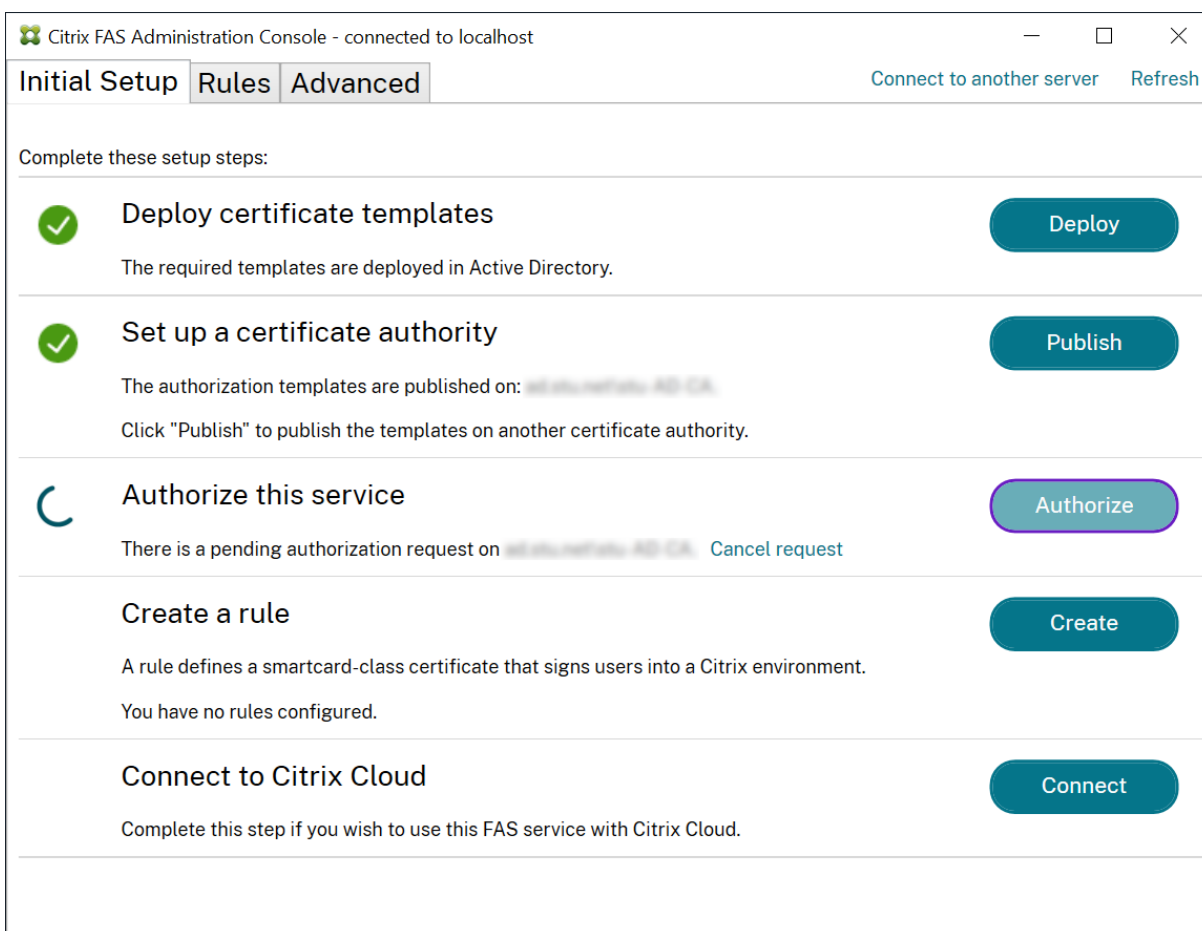 Citrix FAS Administration Console - connected to localhost
Initial Setup Rules Advanced Connect to another server Refresh
Complete these setup steps:
Deploy certificate templates
Deploy
The required templates are deployed in Active Directory.
Set up a certificate authority
Publish
The authorization templates are published on:
Click "Publish" to publish the templates on another certificate authority.
Authorize this service
Authorize
There is a pending authorization request on Cancel request
Create a rule
Create
A rule defines a smartcard-class certificate that signs users into a Citrix environment.
You have no rules configured.
Connect to Citrix Cloud
Connect
Complete this step if you wish to use this FAS service with Citrix Cloud.